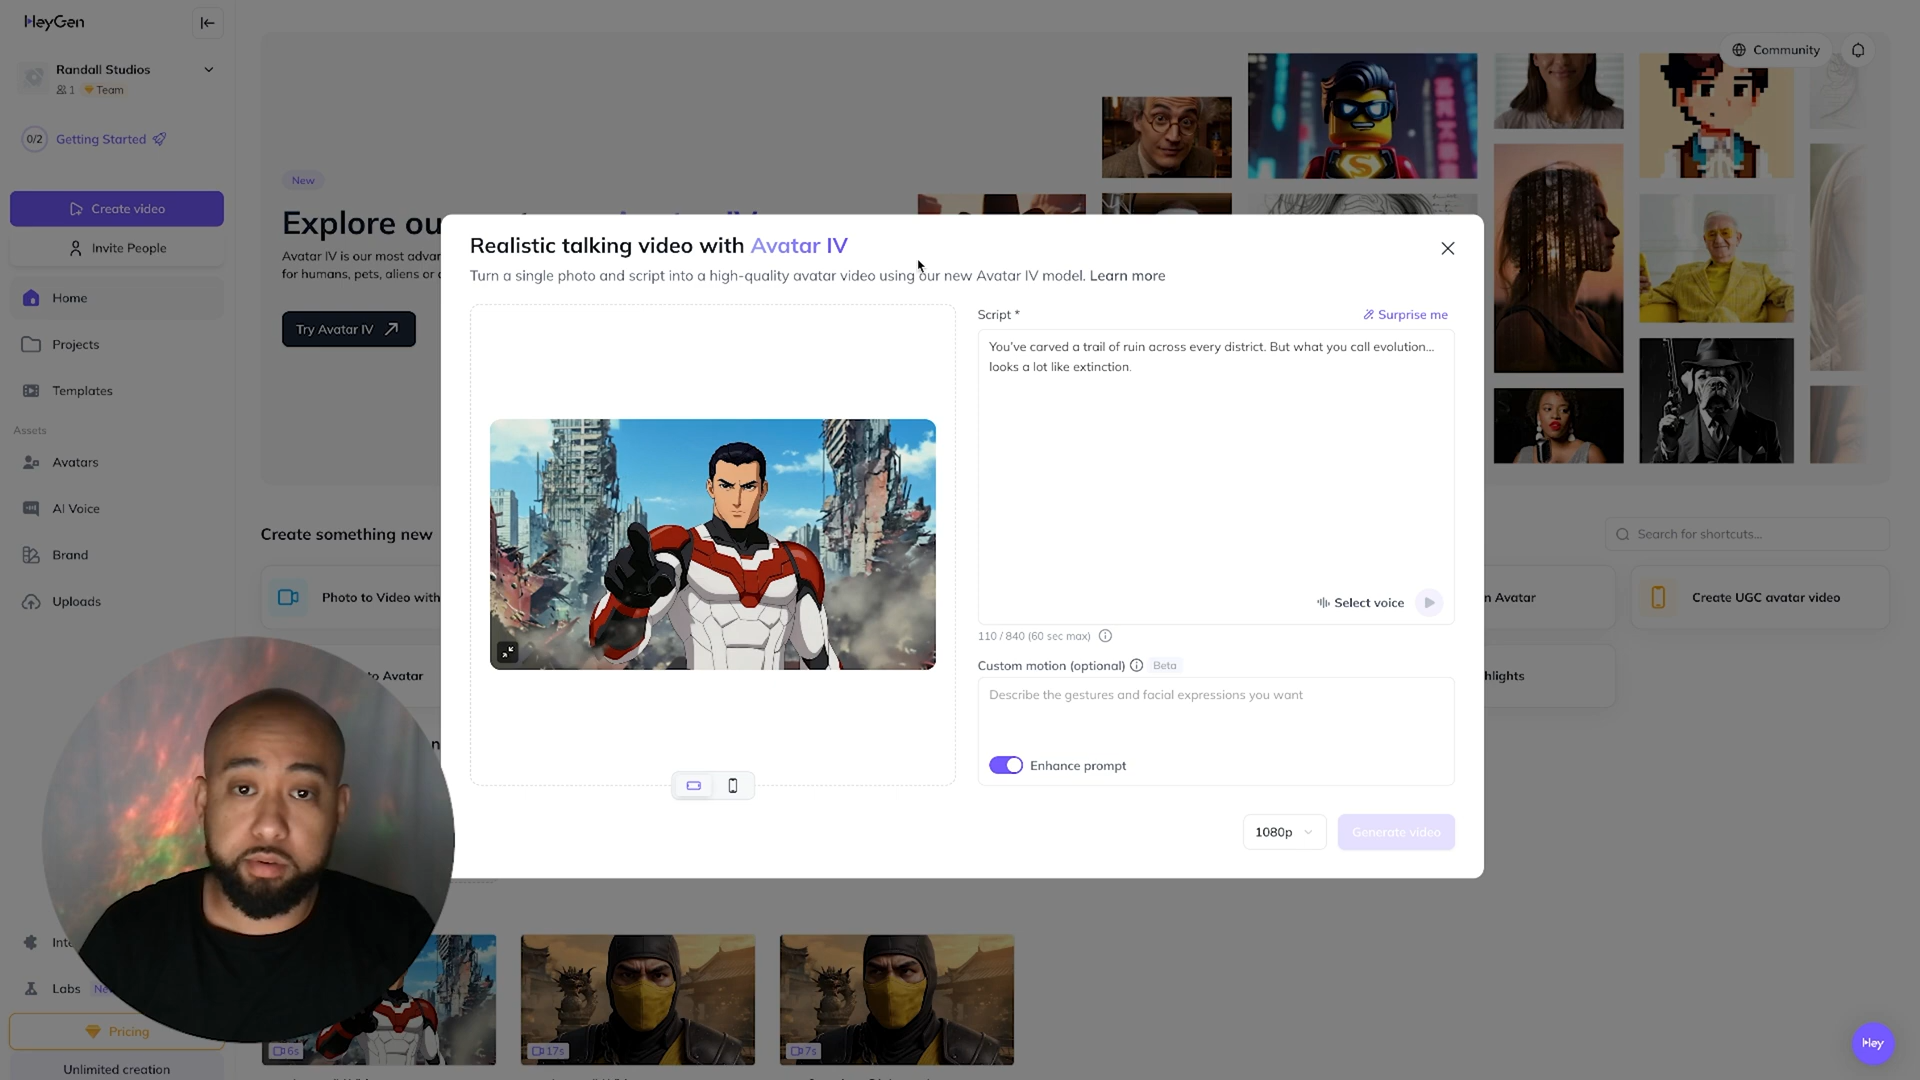 HeyGen
Randall Studios
1 Team
0/2 Getting Started
Create video
Invite People
Home
Projects
Templates
Assets
Avatars
AI Voice
Brand
Uploads
Labs
Pricing
Unlimited creation
Community
New
Explore ou
Avatar IV is our most adva
for humans, pets, aliens or
Try Avatar IV
Create something new
Search for shortcuts...
Photo to Video with
to Avatar
n Avatar
Create UGC avatar video
hlights
Realistic talking video with Avatar IV
Turn a single photo and script into a high-quality avatar video using our new Avatar IV model. Learn more
Script *
Surprise me
You've carved a trail of ruin across every district. But what you call evolution...
looks a lot like extinction.
Select voice
110 / 840 (60 sec max)
Custom motion (optional) Beta
Describe the gestures and facial expressions you want
Enhance prompt
1080p
Generate video
6s
17s
7s
Hey